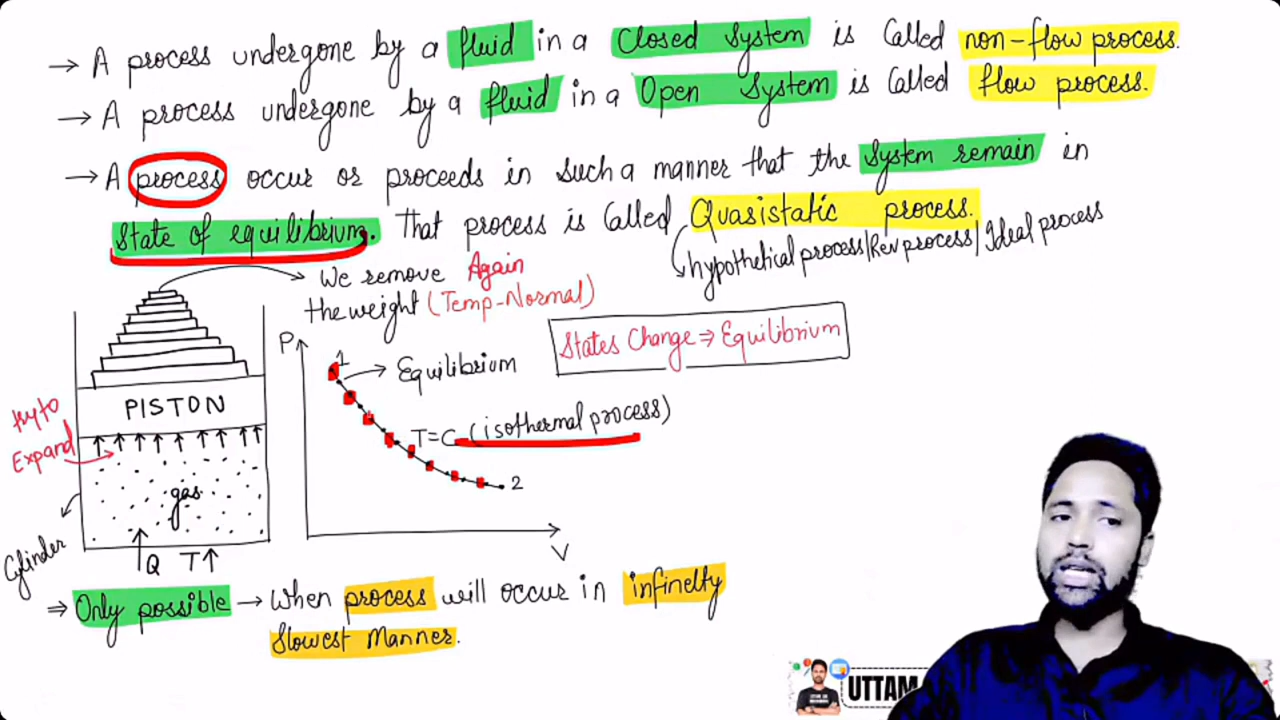 → A process undergone by a fluid in a Closed System is Called non-flow process.
→ A process undergone by a fluid in a Open System is Called flow process.
→ A process occur or proceeds in such a manner that the System remain in
State of equilibrium. That process is Called Quasistatic process.
hypothetical process/Rev process/Ideal process
We remove Again
the weight (Temp-Normal)
States Change ⇒ Equilibrium
P
1
Equilibrium
T=C (isothermal process)
2
V
PISTON
try to
Expand
gas
Cylinder
Q T↑
⇒ Only possible → When process will occur in infinelty
Slowest Manner.
UTTAM